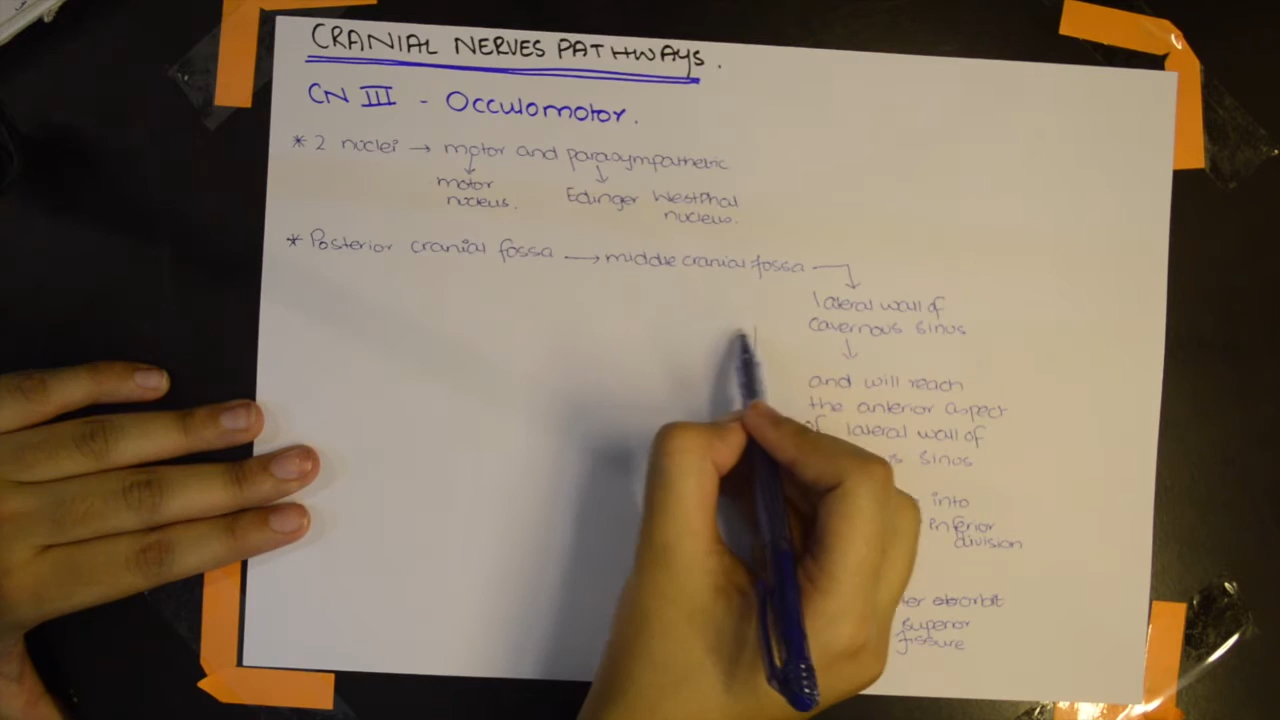 CRANIAL NERVES PATHWAYS.
CN III - Occulomotor.
* 2 nuclei → motor and parasympathetric
motor
nucleus.
Edinger Westphal
nucleus.
* Posterior cranial fossa → middle cranial fossa
lateral wall of
cavernous sinus
and will reach
the anterior aspect
of lateral wall of
sinus
into
inferior
division
orbit
superior
fissure